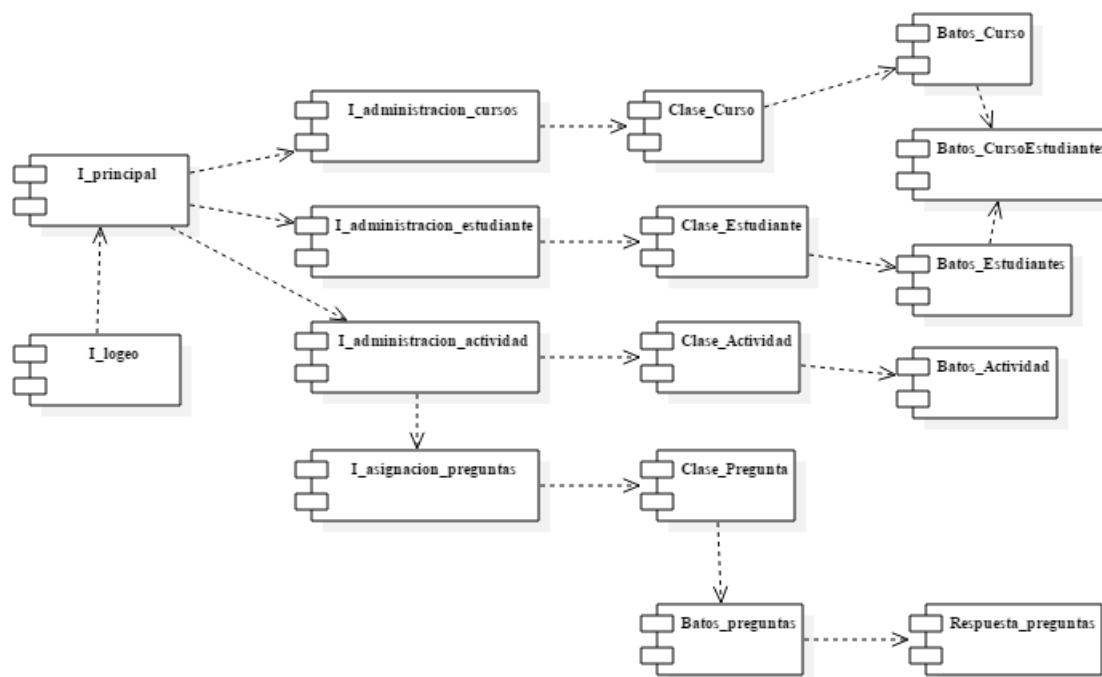 Batos_Curso
I_administracion_cursos
Clase_Curso
Batos_CursoEstudiantes
I_principal
I_administracion_estudiante
Clase_Estudiante
Batos_Estudiantes
I_logeo
I_administracion_actividad
Clase_Actividad
Batos_Actividad
I_asignacion_preguntas
Clase_Pregunta
Batos_preguntas
Respuesta_preguntas